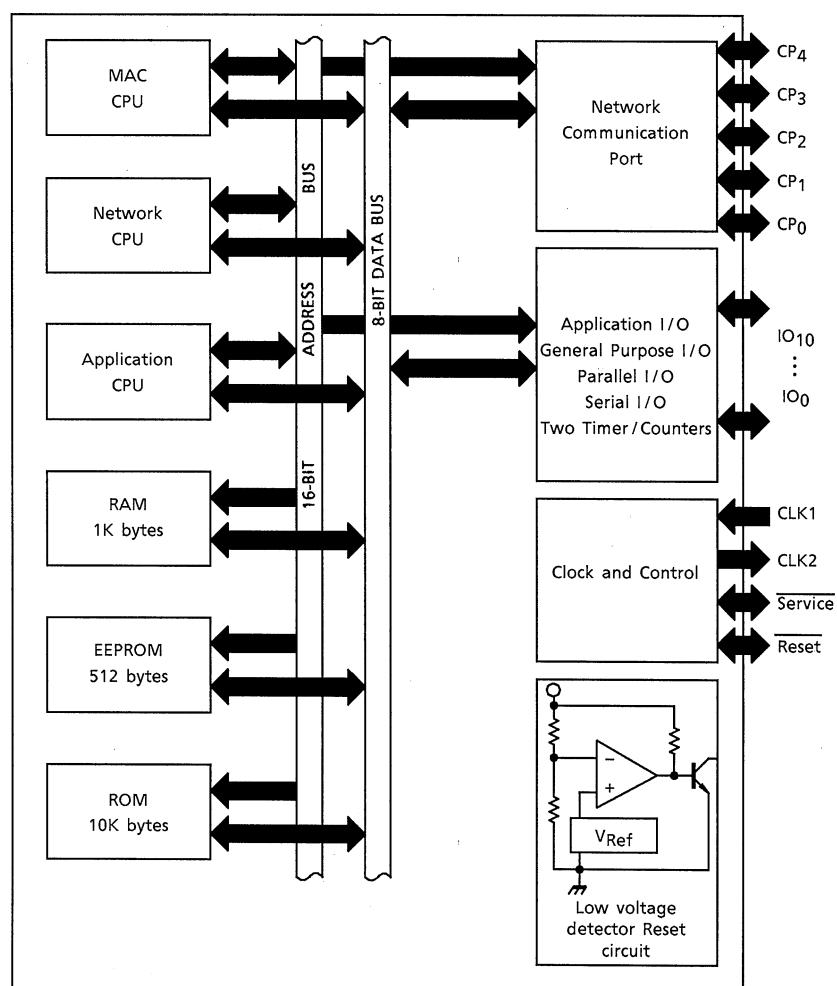 MAC
CPU
Network
CPU
Application
CPU
RAM
1K bytes
EEPROM
512 bytes
ROM
10K bytes
16-BIT ADDRESS BUS
8-BIT DATA BUS
Network
Communication
Port
CP4
CP3
CP2
CP1
CP0
Application I/O
General Purpose I/O
Parallel I/O
Serial I/O
Two Timer/Counters
IO10
⋮
IO0
Clock and Control
CLK1
CLK2
Service
Reset
−
+
VRef
Low voltage
detector Reset
circuit